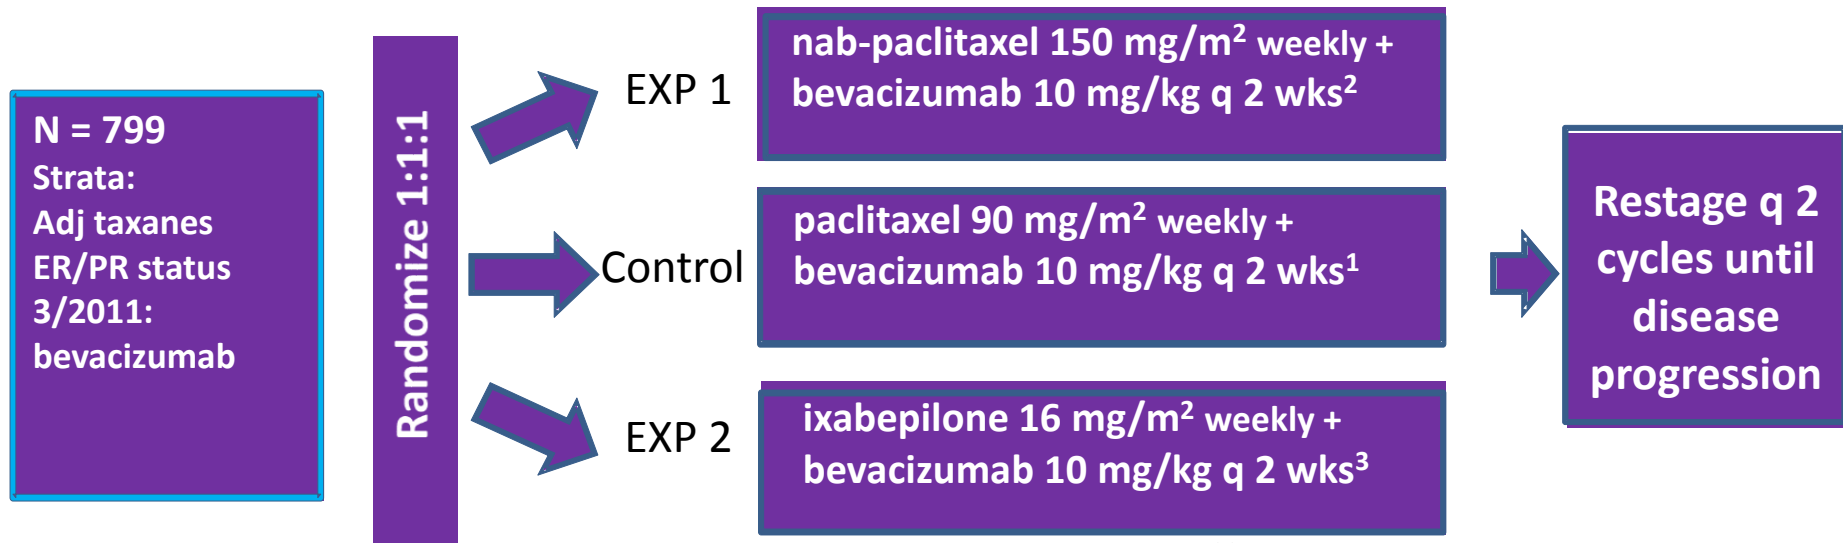 N = 799
Strata:
Adj taxanes
ER/PR status
3/2011:
bevacizumab
Randomize 1:1:1
EXP 1
nab-paclitaxel 150 mg/m² weekly +
bevacizumab 10 mg/kg q 2 wks²
Control
paclitaxel 90 mg/m² weekly +
bevacizumab 10 mg/kg q 2 wks¹
EXP 2
ixabepilone 16 mg/m² weekly +
bevacizumab 10 mg/kg q 2 wks³
Restage q 2
cycles until
disease
progression